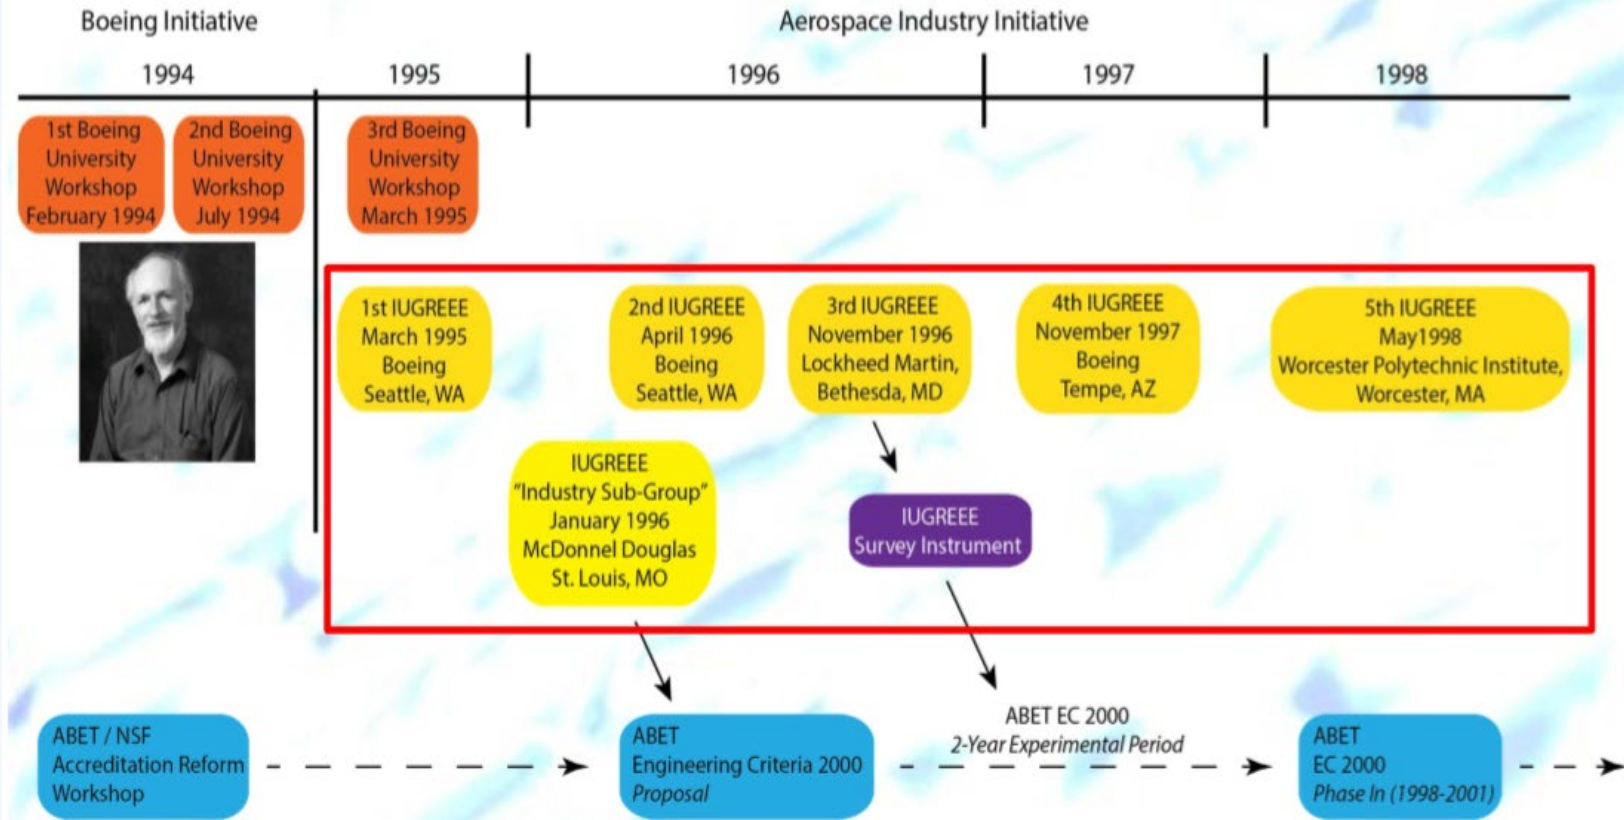 Boeing Initiative
Aerospace Industry Initiative
1994
1995
1996
1997
1998
1st Boeing
University
Workshop
February 1994
2nd Boeing
University
Workshop
July 1994
3rd Boeing
University
Workshop
March 1995
1st IUGREEE
March 1995
Boeing
Seattle, WA
2nd IUGREEE
April 1996
Boeing
Seattle, WA
3rd IUGREEE
November 1996
Lockheed Martin,
Bethesda, MD
4th IUGREEE
November 1997
Boeing
Tempe, AZ
5th IUGREEE
May1998
Worcester Polytechnic Institute,
Worcester, MA
IUGREEE
"Industry Sub-Group"
January 1996
McDonnel Douglas
St. Louis, MO
IUGREEE
Survey Instrument
ABET / NSF
Accreditation Reform
Workshop
ABET
Engineering Criteria 2000
Proposal
ABET EC 2000
2-Year Experimental Period
ABET
EC 2000
Phase In (1998-2001)